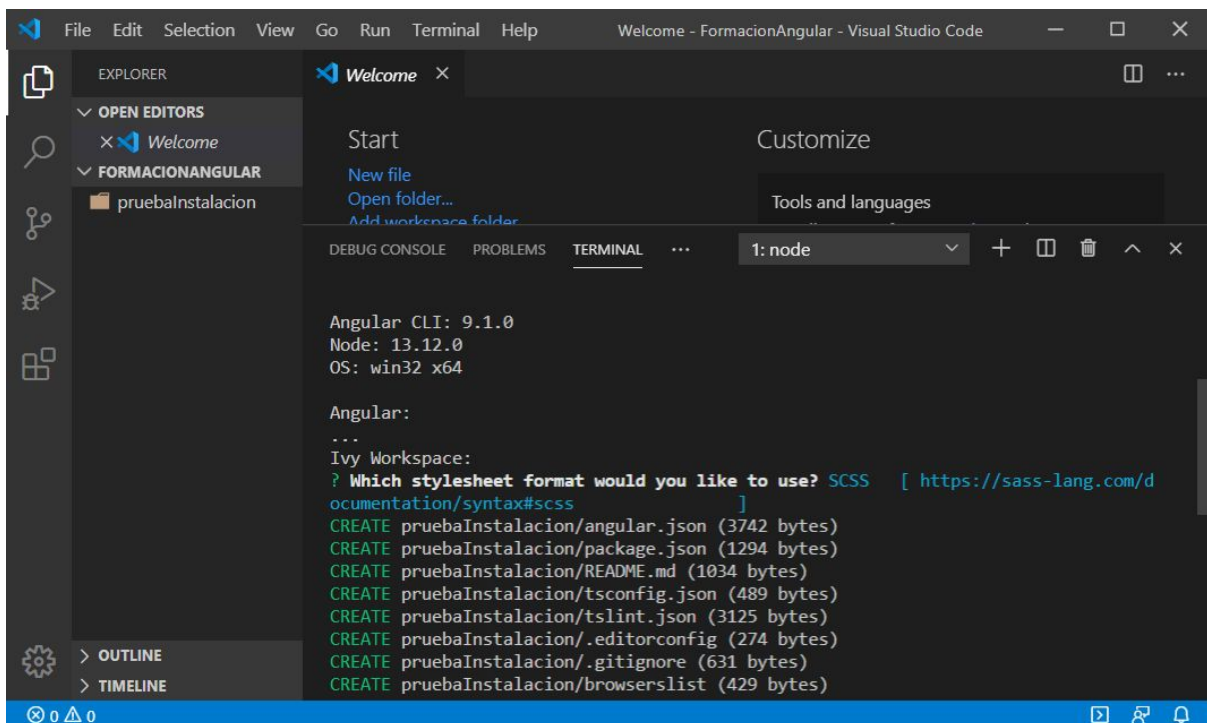 File Edit Selection View Go Run Terminal Help Welcome - FormacionAngular - Visual Studio Code
EXPLORER
OPEN EDITORS
Welcome
FORMACIONANGULAR
pruebaInstalacion
OUTLINE
TIMELINE
Welcome
Start
New file
Open folder...
Add workspace folder
Customize
Tools and languages
DEBUG CONSOLE PROBLEMS TERMINAL ... 1: node
Angular CLI: 9.1.0
Node: 13.12.0
OS: win32 x64
Angular:
...
Ivy Workspace:
? Which stylesheet format would you like to use? SCSS [ https://sass-lang.com/d
ocumentation/syntax#scss ]
CREATE pruebaInstalacion/angular.json (3742 bytes)
CREATE pruebaInstalacion/package.json (1294 bytes)
CREATE pruebaInstalacion/README.md (1034 bytes)
CREATE pruebaInstalacion/tsconfig.json (489 bytes)
CREATE pruebaInstalacion/tslint.json (3125 bytes)
CREATE pruebaInstalacion/.editorconfig (274 bytes)
CREATE pruebaInstalacion/.gitignore (631 bytes)
CREATE pruebaInstalacion/browserslist (429 bytes)
0 0